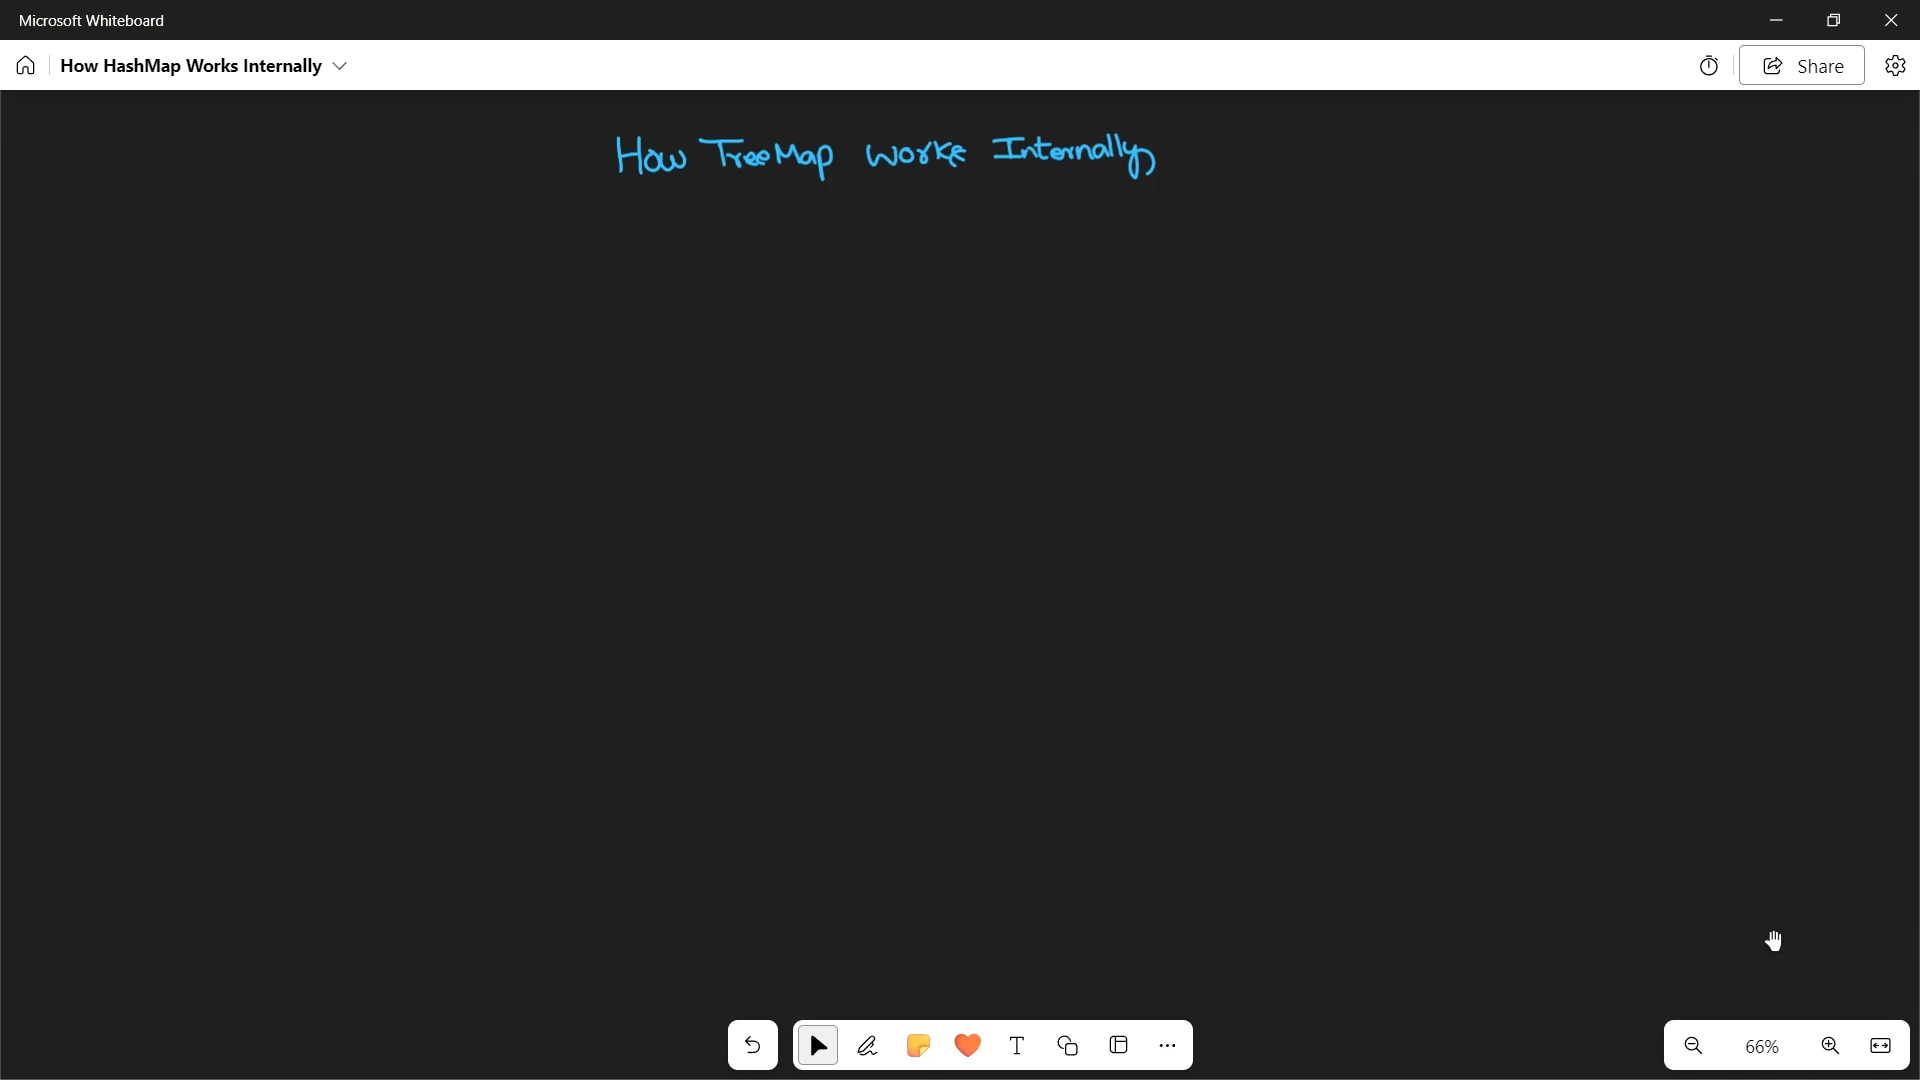 Microsoft Whiteboard
How HashMap Works Internally
Share
How TreeMap Works Internally
66%